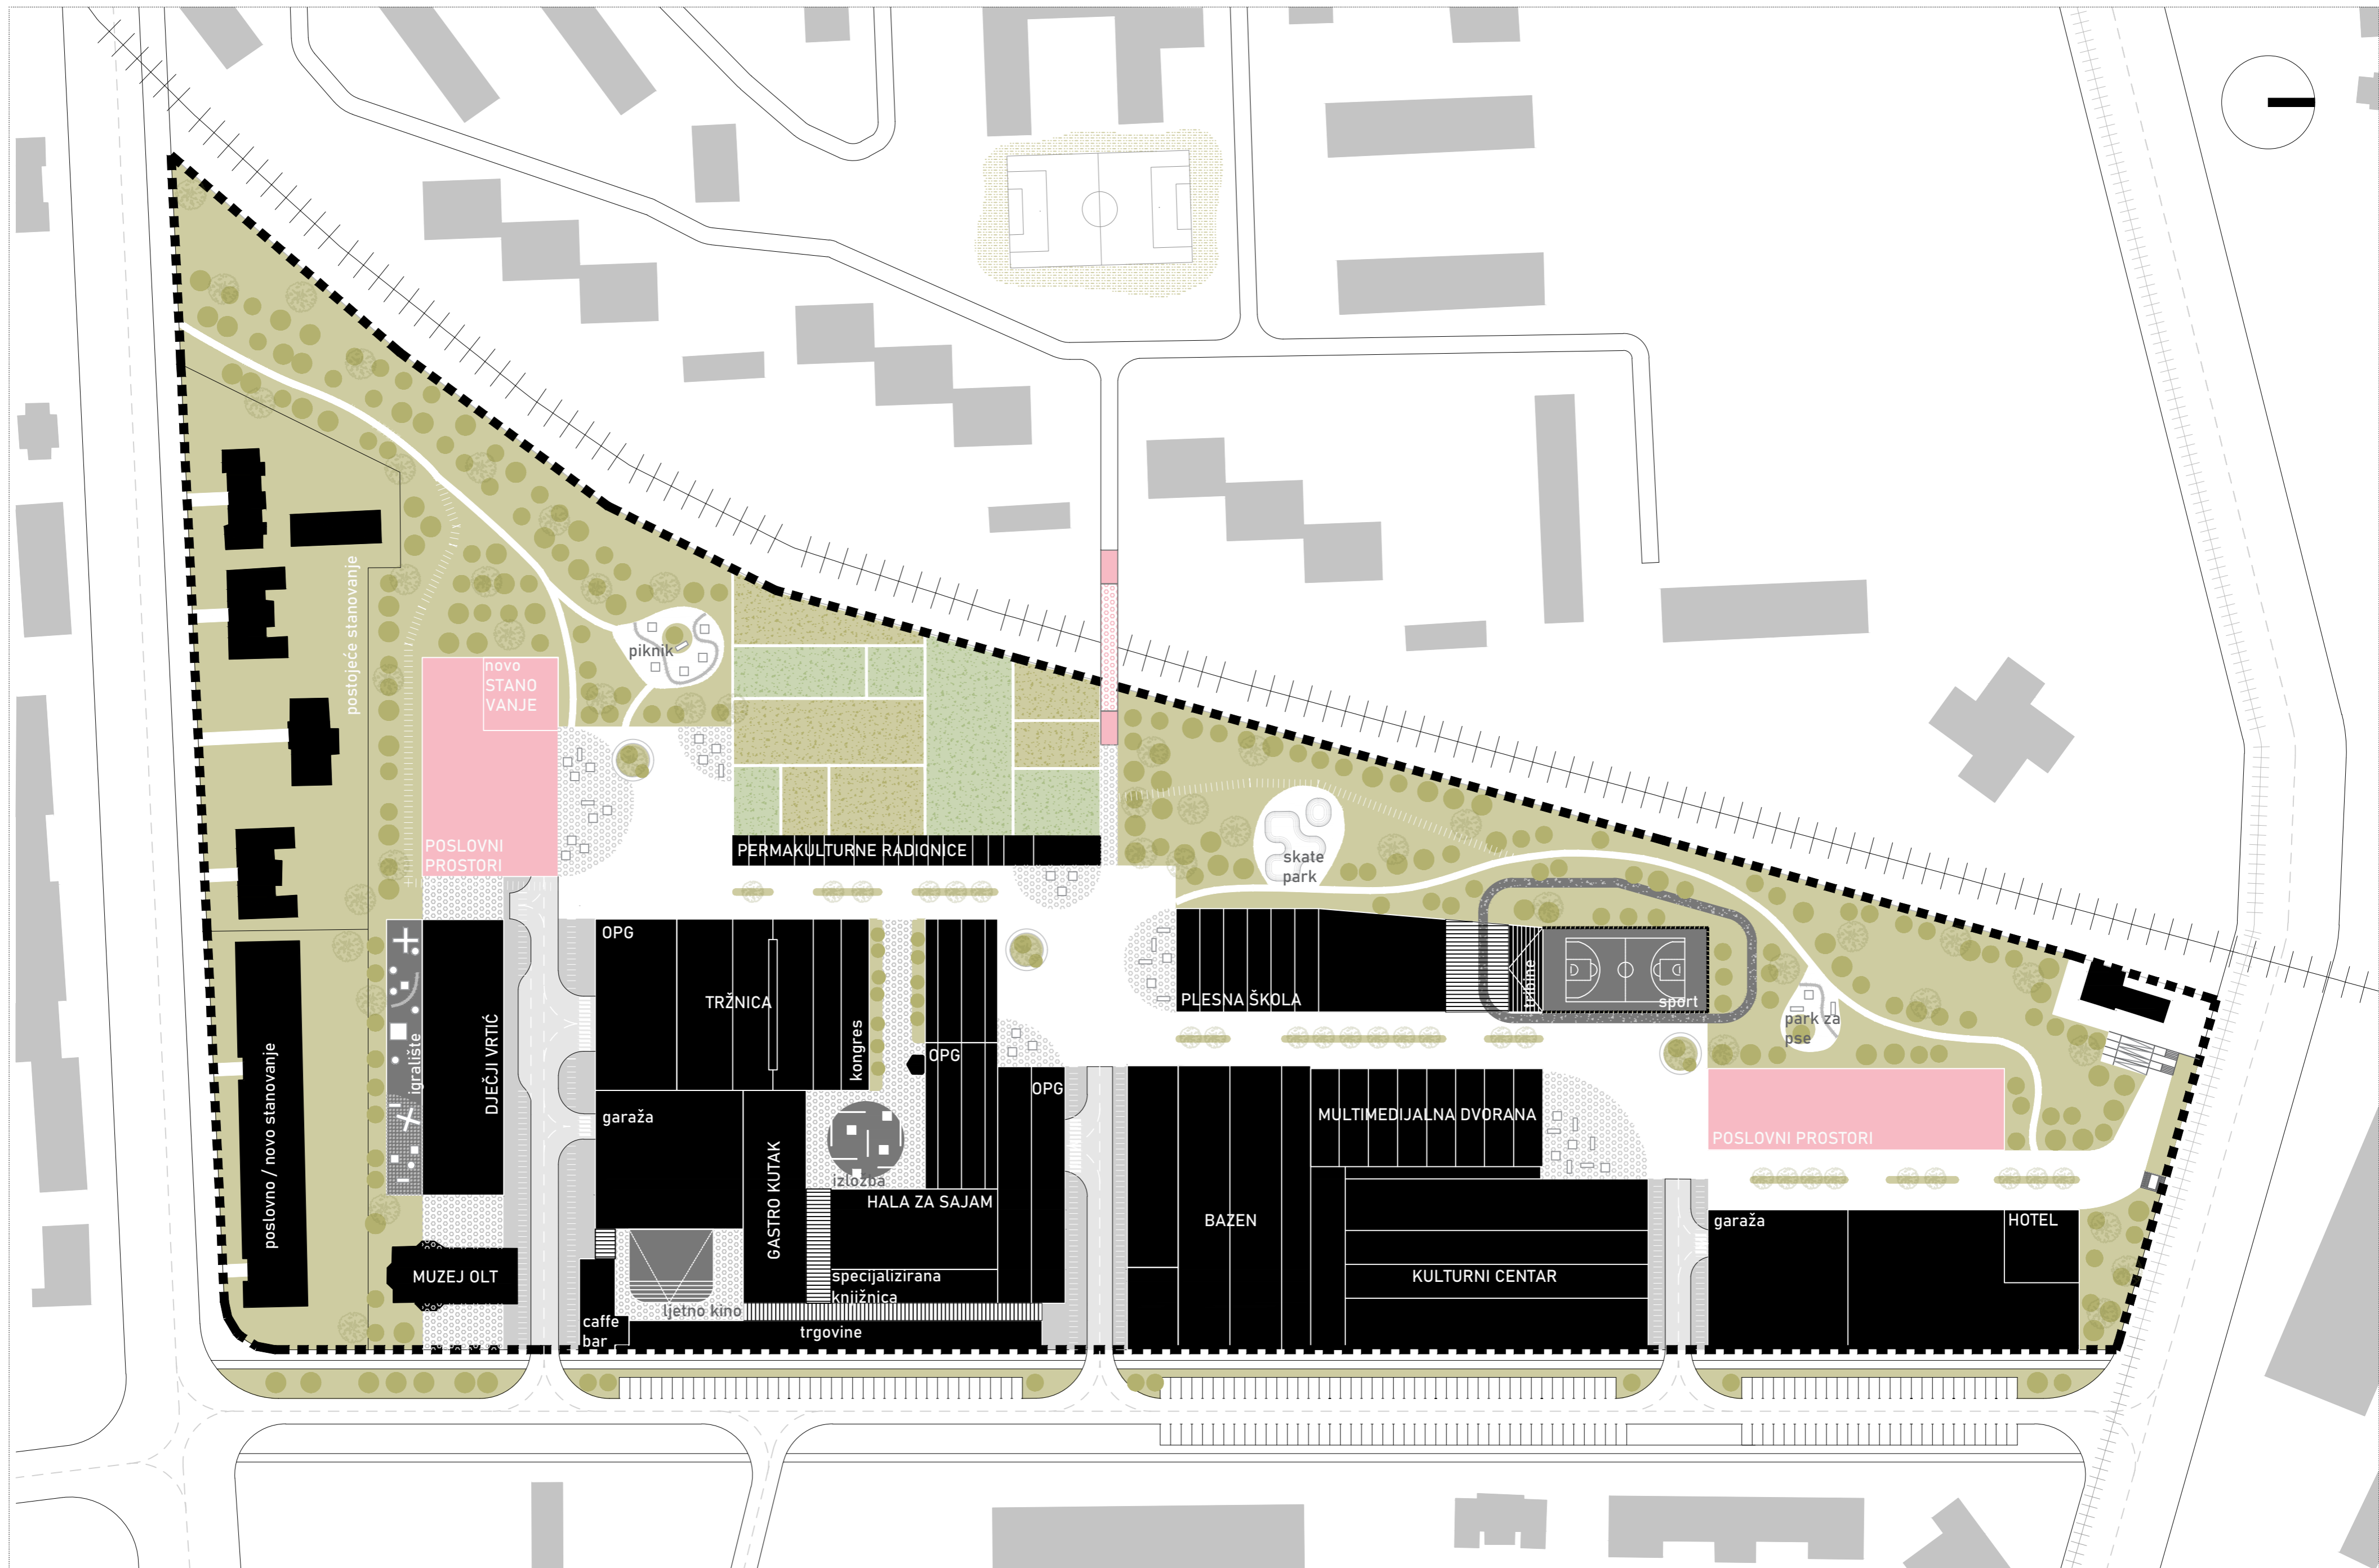 postojeće stanovanje
piknik
novo
STANO
VANJE
POSLOVNI
PROSTORI
PERMAKULTURNE RADIONICE
skate
park
OPG
TRŽNICA
kongres
OPG
OPG
PLESNA ŠKOLA
tribine
sport
park za
pse
igralište
DJEČJI VRTIĆ
poslovno / novo stanovanje
garaža
GASTRO KUTAK
izložba
HALA ZA SAJAM
MULTIMEDIJALNA DVORANA
POSLOVNI PROSTORI
BAZEN
garaža
HOTEL
MUZEJ OLT
specijalizirana
knjižnica
KULTURNI CENTAR
ljetno kino
caffe
bar
trgovine